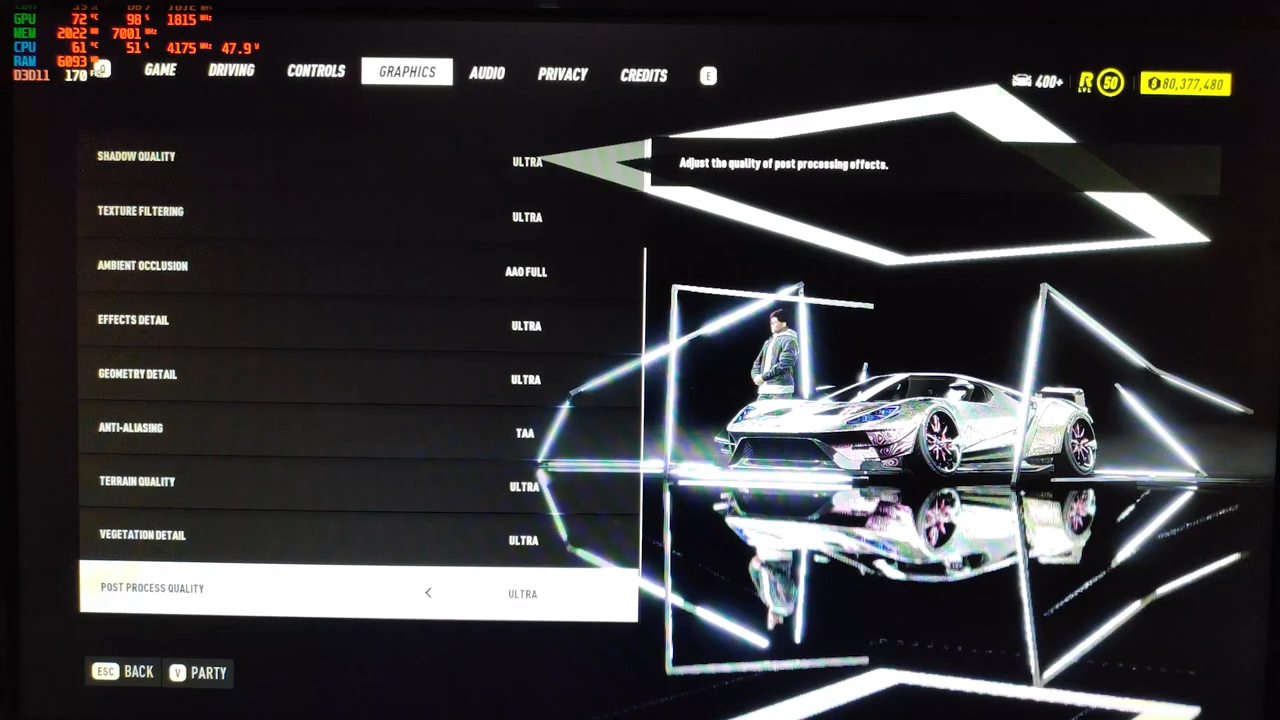 GPU 72 °C 98 % 1815 MHz
MEM 2022 MB 7001 MHz
CPU 61 °C 51 % 4175 MHz 47.9 W
RAM 6093
D3D11 170 FPS
Q GAME DRIVING CONTROLS GRAPHICS AUDIO PRIVACY CREDITS E
400+ R LVL 50 80,377,480
SHADOW QUALITY ULTRA
Adjust the quality of post processing effects.
TEXTURE FILTERING ULTRA
AMBIENT OCCLUSION AAO FULL
EFFECTS DETAIL ULTRA
GEOMETRY DETAIL ULTRA
ANTI-ALIASING TAA
TERRAIN QUALITY ULTRA
VEGETATION DETAIL ULTRA
POST PROCESS QUALITY < ULTRA
ESC BACK V PARTY